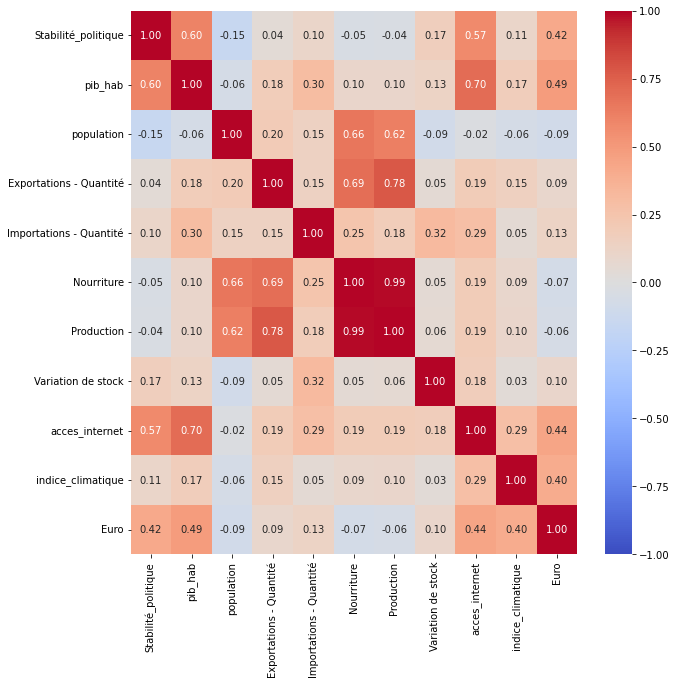 Stabilité_politique 1.00 0.60 -0.15 0.04 0.10 -0.05 -0.04 0.17 0.57 0.11 0.42
pib_hab 0.60 1.00 -0.06 0.18 0.30 0.10 0.10 0.13 0.70 0.17 0.49
population -0.15 -0.06 1.00 0.20 0.15 0.66 0.62 -0.09 -0.02 -0.06 -0.09
Exportations - Quantité 0.04 0.18 0.20 1.00 0.15 0.69 0.78 0.05 0.19 0.15 0.09
Importations - Quantité 0.10 0.30 0.15 0.15 1.00 0.25 0.18 0.32 0.29 0.05 0.13
Nourriture -0.05 0.10 0.66 0.69 0.25 1.00 0.99 0.05 0.19 0.09 -0.07
Production -0.04 0.10 0.62 0.78 0.18 0.99 1.00 0.06 0.19 0.10 -0.06
Variation de stock 0.17 0.13 -0.09 0.05 0.32 0.05 0.06 1.00 0.18 0.03 0.10
acces_internet 0.57 0.70 -0.02 0.19 0.29 0.19 0.19 0.18 1.00 0.29 0.44
indice_climatique 0.11 0.17 -0.06 0.15 0.05 0.09 0.10 0.03 0.29 1.00 0.40
Euro 0.42 0.49 -0.09 0.09 0.13 -0.07 -0.06 0.10 0.44 0.40 1.00
Stabilité_politique
pib_hab
population
Exportations - Quantité
Importations - Quantité
Nourriture
Production
Variation de stock
acces_internet
indice_climatique
Euro
1.00
0.75
0.50
0.25
0.00
-0.25
-0.50
-0.75
-1.00